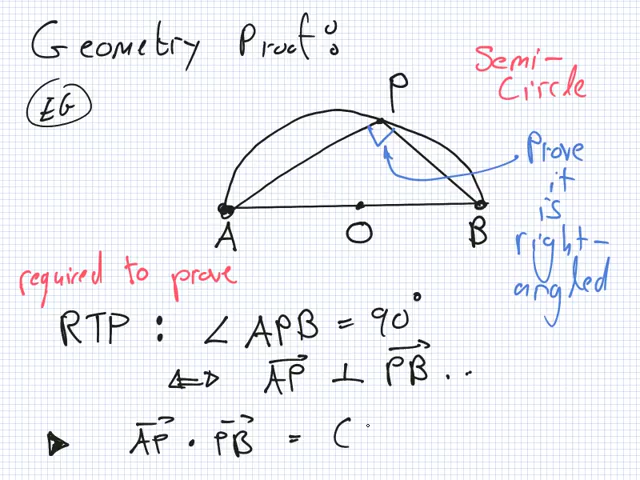 Geometry Proof:
EG
Semi-
Circle
P
Prove
it
is
right-
angled
A
O
B
required to prove
RTP : ∠ APB = 90°
⇔ AP⃗ ⊥ PB⃗ ..
▶ AP⃗ · PB⃗ = (